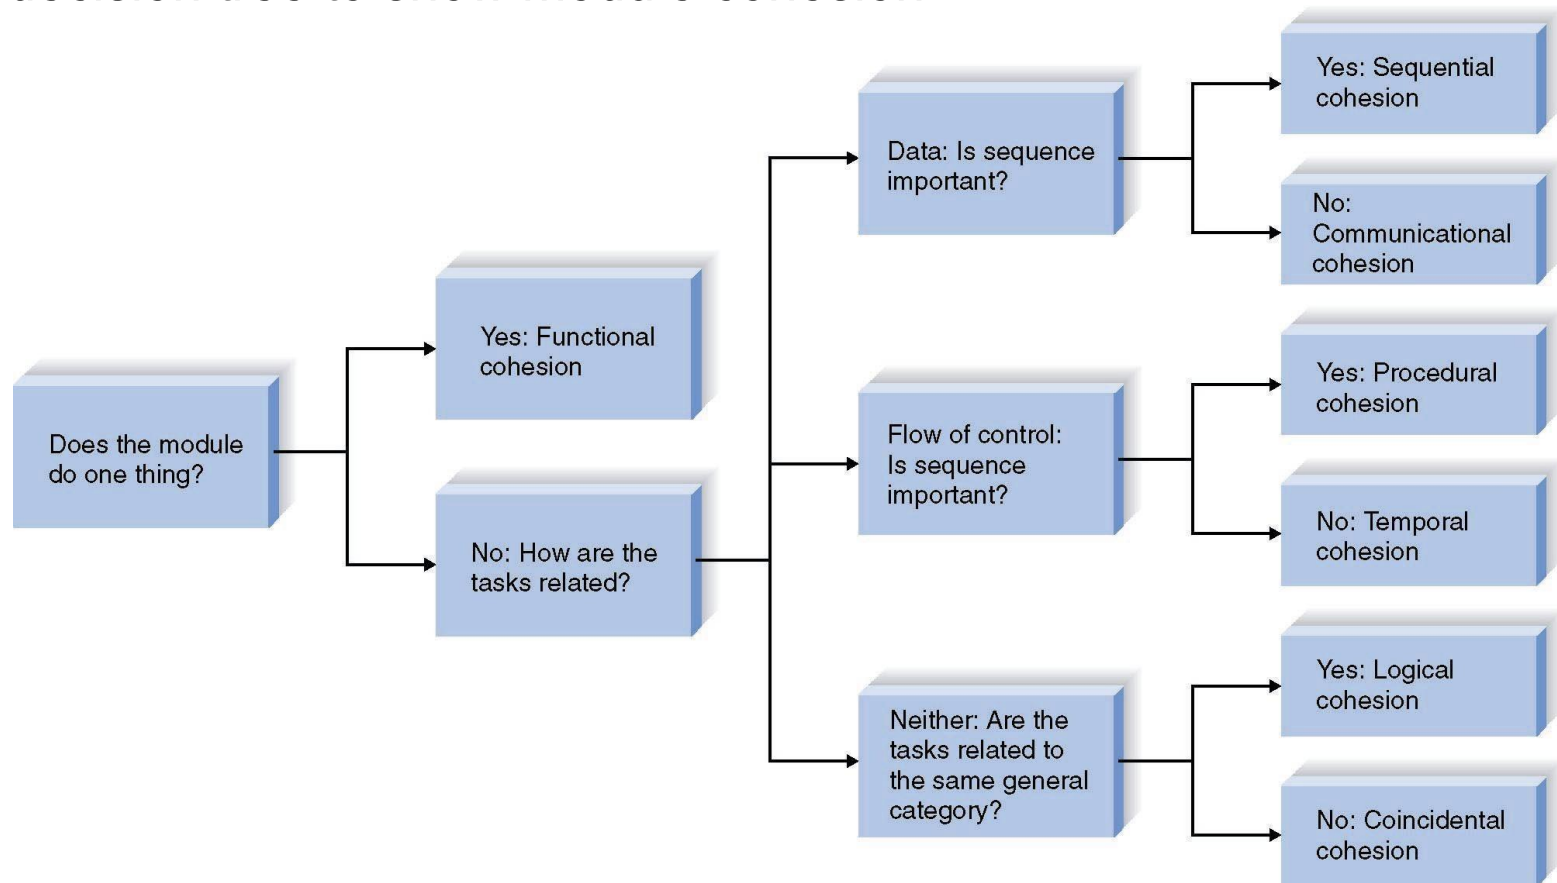 Yes: Sequential
cohesion
Data: Is sequence
important?
No:
Communicational
cohesion
Yes: Functional
cohesion
Yes: Procedural
cohesion
Does the module
do one thing?
Flow of control:
Is sequence
important?
No: How are the
tasks related?
No: Temporal
cohesion
Yes: Logical
cohesion
Neither: Are the
tasks related to
the same general
category?
No: Coincidental
cohesion